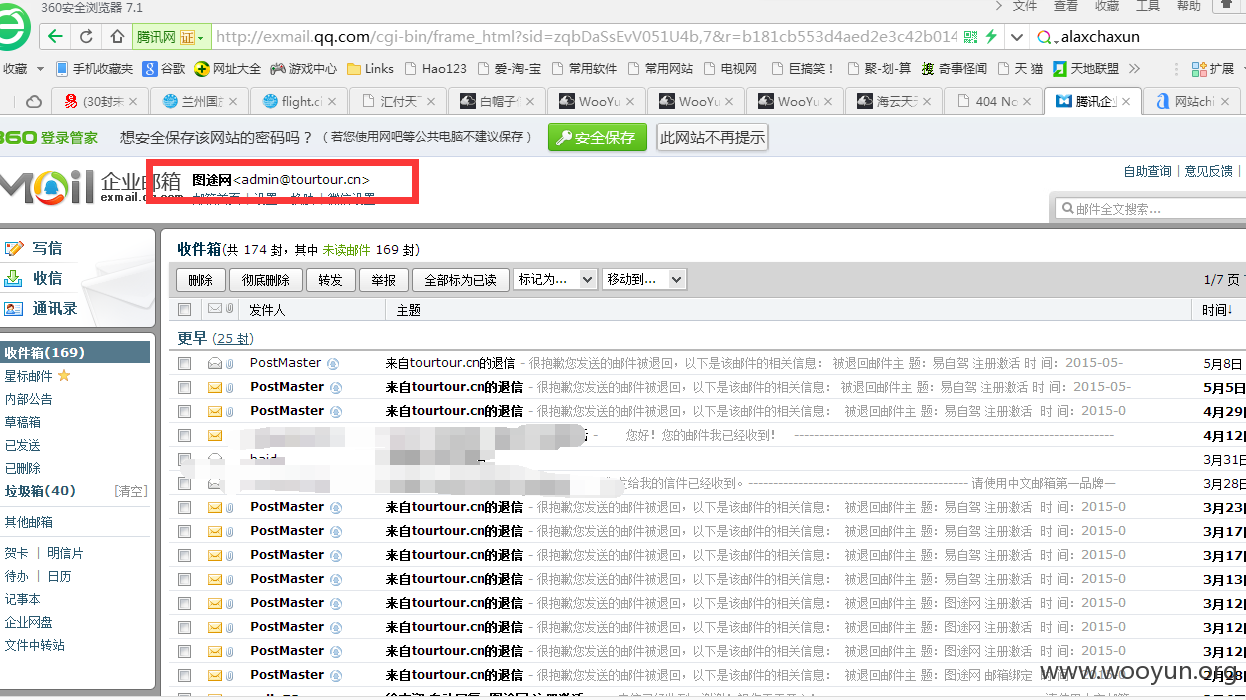 360安全浏览器 7.1
文件 查看 收藏 工具 帮助
腾讯网 证 http://exmail.qq.com/cgi-bin/frame_html?sid=zqbDaSsEvV051U4b,7&r=b181cb553d4aed2e3c42b014 alaxchaxun
收藏 手机收藏夹 谷歌 网址大全 游戏中心 Links Hao123 爱-淘-宝 常用软件 常用网站 电视网 巨搞笑！ 聚-划-算 搜 奇事怪闻 天 猫 天地联盟 扩展
(30封未 兰州国际 flight.ci 汇付天下 白帽子 WooYu WooYu WooYu 海云天 404 No 腾讯企业 网站chi
360 登录管家 想安全保存该网站的密码吗？ （若您使用网吧等公共电脑不建议保存） 安全保存 此网站不再提示
Mail 企业邮箱 图途网<admin@tourtour.cn>
exmail.qq.com 邮箱首页 | 设置 - 换肤 | 微信设置
自助查询 | 意见反馈 |
邮件全文搜索...
写信
收信
通讯录
收件箱(169)
星标邮件
内部公告
草稿箱
已发送
已删除
垃圾箱(40) [清空]
其他邮箱
贺卡 | 明信片
待办 | 日历
记事本
企业网盘
文件中转站
收件箱(共 174 封，其中 未读邮件 169 封)
删除 彻底删除 转发 举报 全部标为已读 标记为... 移动到... 1/7 页
发件人 主题 时间↓
更早 (25 封)
PostMaster 来自tourtour.cn的退信 - 很抱歉您发送的邮件被退回，以下是该邮件的相关信息： 被退回邮件主 题：易自驾 注册激活 时 间：2015-05- 5月8日
PostMaster 来自tourtour.cn的退信 - 很抱歉您发送的邮件被退回，以下是该邮件的相关信息： 被退回邮件主 题：易自驾 注册激活 时 间：2015-05- 5月5日
PostMaster 来自tourtour.cn的退信 - 很抱歉您发送的邮件被退回，以下是该邮件的相关信息： 被退回邮件主 题：易自驾 注册激活 时 间：2015-0 4月29
- 您好！您的邮件我已经收到！ ---------------------------------------------------------------- 4月12
3月31日
发给我的信件已经收到。-------------------------------------------- 请使用中文邮箱第一品牌— 3月28日
PostMaster 来自tourtour.cn的退信 - 很抱歉您发送的邮件被退回，以下是该邮件的相关信息： 被退回邮件主 题：易自驾 注册激活 时 间：2015-0 3月23
PostMaster 来自tourtour.cn的退信 - 很抱歉您发送的邮件被退回，以下是该邮件的相关信息： 被退回邮件主 题：易自驾 注册激活 时 间：2015-0 3月17
PostMaster 来自tourtour.cn的退信 - 很抱歉您发送的邮件被退回，以下是该邮件的相关信息： 被退回邮件主 题：易自驾 注册激活 时 间：2015-0 3月17
PostMaster 来自tourtour.cn的退信 - 很抱歉您发送的邮件被退回，以下是该邮件的相关信息： 被退回邮件主 题：易自驾 注册激活 时 间：2015-0 3月13
PostMaster 来自tourtour.cn的退信 - 很抱歉您发送的邮件被退回，以下是该邮件的相关信息： 被退回邮件主 题：图途网 注册激活 时 间：2015-0 3月12
PostMaster 来自tourtour.cn的退信 - 很抱歉您发送的邮件被退回，以下是该邮件的相关信息： 被退回邮件主 题：图途网 注册激活 时 间：2015-0 3月12
PostMaster 来自tourtour.cn的退信 - 很抱歉您发送的邮件被退回，以下是该邮件的相关信息： 被退回邮件主 题：图途网 注册激活 时 间：2015-0 3月12
PostMaster 来自tourtour.cn的退信 - 很抱歉您发送的邮件被退回，以下是该邮件的相关信息： 被退回邮件主 题：图途网 邮箱绑定 时 间：2015-0
www.wooyun.org